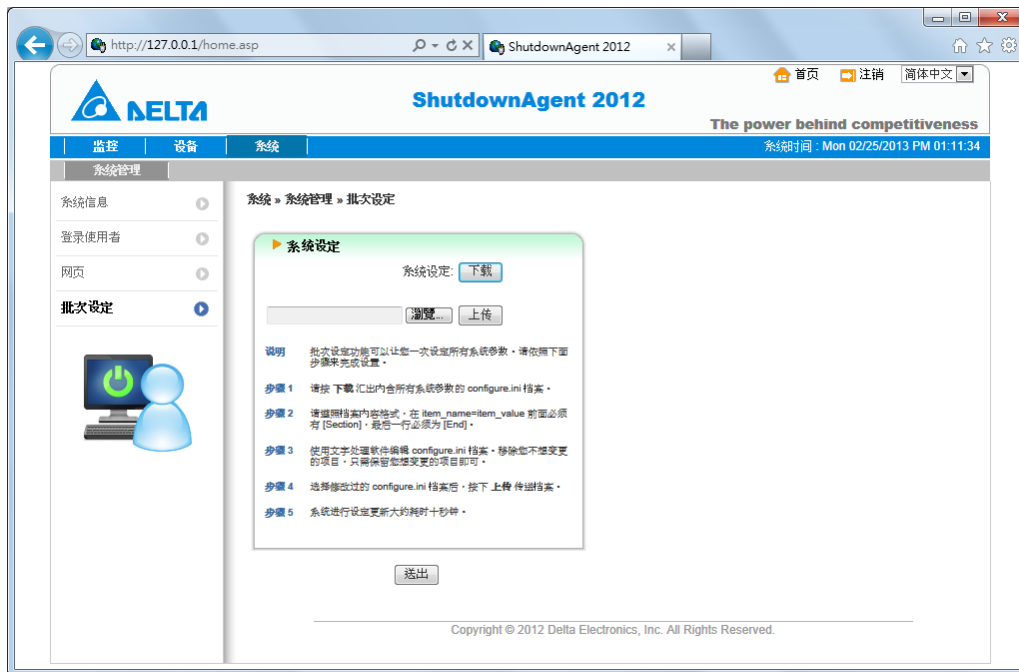 http://127.0.0.1/home.asp
ShutdownAgent 2012
首页 注销 简体中文
DELTA
ShutdownAgent 2012
The power behind competitiveness
监控 设备 系统
系统时间 : Mon 02/25/2013 PM 01:11:34
系统管理
系统信息
登录使用者
网页
批次设定
系统 » 系统管理 » 批次设定
系统设定
系统设定: 下载
瀏覽... 上传
说明 批次设定功能可以让您一次设定所有系统参数。请依照下面
步骤来完成设置。
步骤 1 请按 下载 汇出内含所有系统参数的 configure.ini 档案。
步骤 2 请遵照档案内容格式，在 item_name=item_value 前面必须
有 [Section]，最后一行必须为 [End]。
步骤 3 使用文字处理软件编辑 configure.ini 档案。移除您不想变更
的项目，只需保留您想变更的项目即可。
步骤 4 选择修改过的 configure.ini 档案后，按下 上传 传送档案。
步骤 5 系统进行设定更新大约耗时十秒钟。
送出
Copyright © 2012 Delta Electronics, Inc. All Rights Reserved.